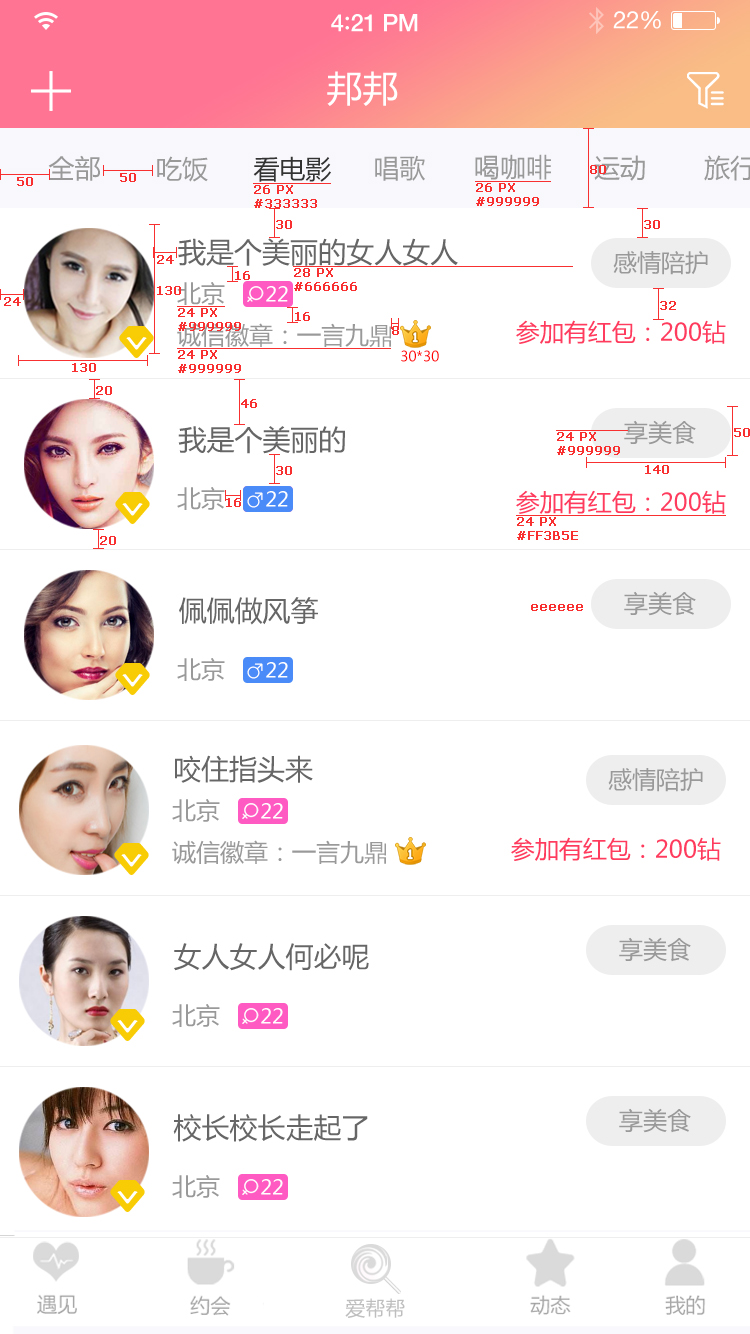 4:21 PM 22%
邦邦
全部 吃饭 看电影 唱歌 喝咖啡 运动 旅行
50 50 80
26 PX 26 PX
#333333 #999999
30 30
我是个美丽的女人女人 感情陪护
24 16 28 PX
#666666
24 130 北京 22 32
24 PX 16
#999999
诚信徽章：一言九鼎 8 1 参加有红包：200钻
24 PX 30*30
130 #999999
20 46
我是个美丽的 享美食
24 PX 50
#999999
30 140
北京 16 22 参加有红包：200钻
24 PX
#FF3B5E
20
佩佩做风筝 eeeeee 享美食
北京 22
咬住指头来 感情陪护
北京 22
诚信徽章：一言九鼎 1 参加有红包：200钻
女人女人何必呢 享美食
北京 22
校长校长走起了 享美食
北京 22
遇见 约会 爱帮帮 动态 我的